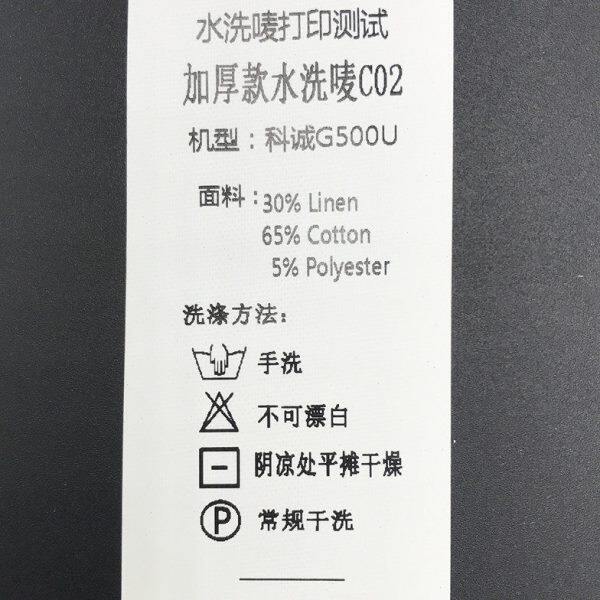 水洗唛打印测试
加厚款水洗唛C02
机型：科诚G500U
面料：30% Linen
65% Cotton
5% Polyester
洗涤方法：
手洗
不可漂白
阴凉处平摊干燥
P 常规干洗